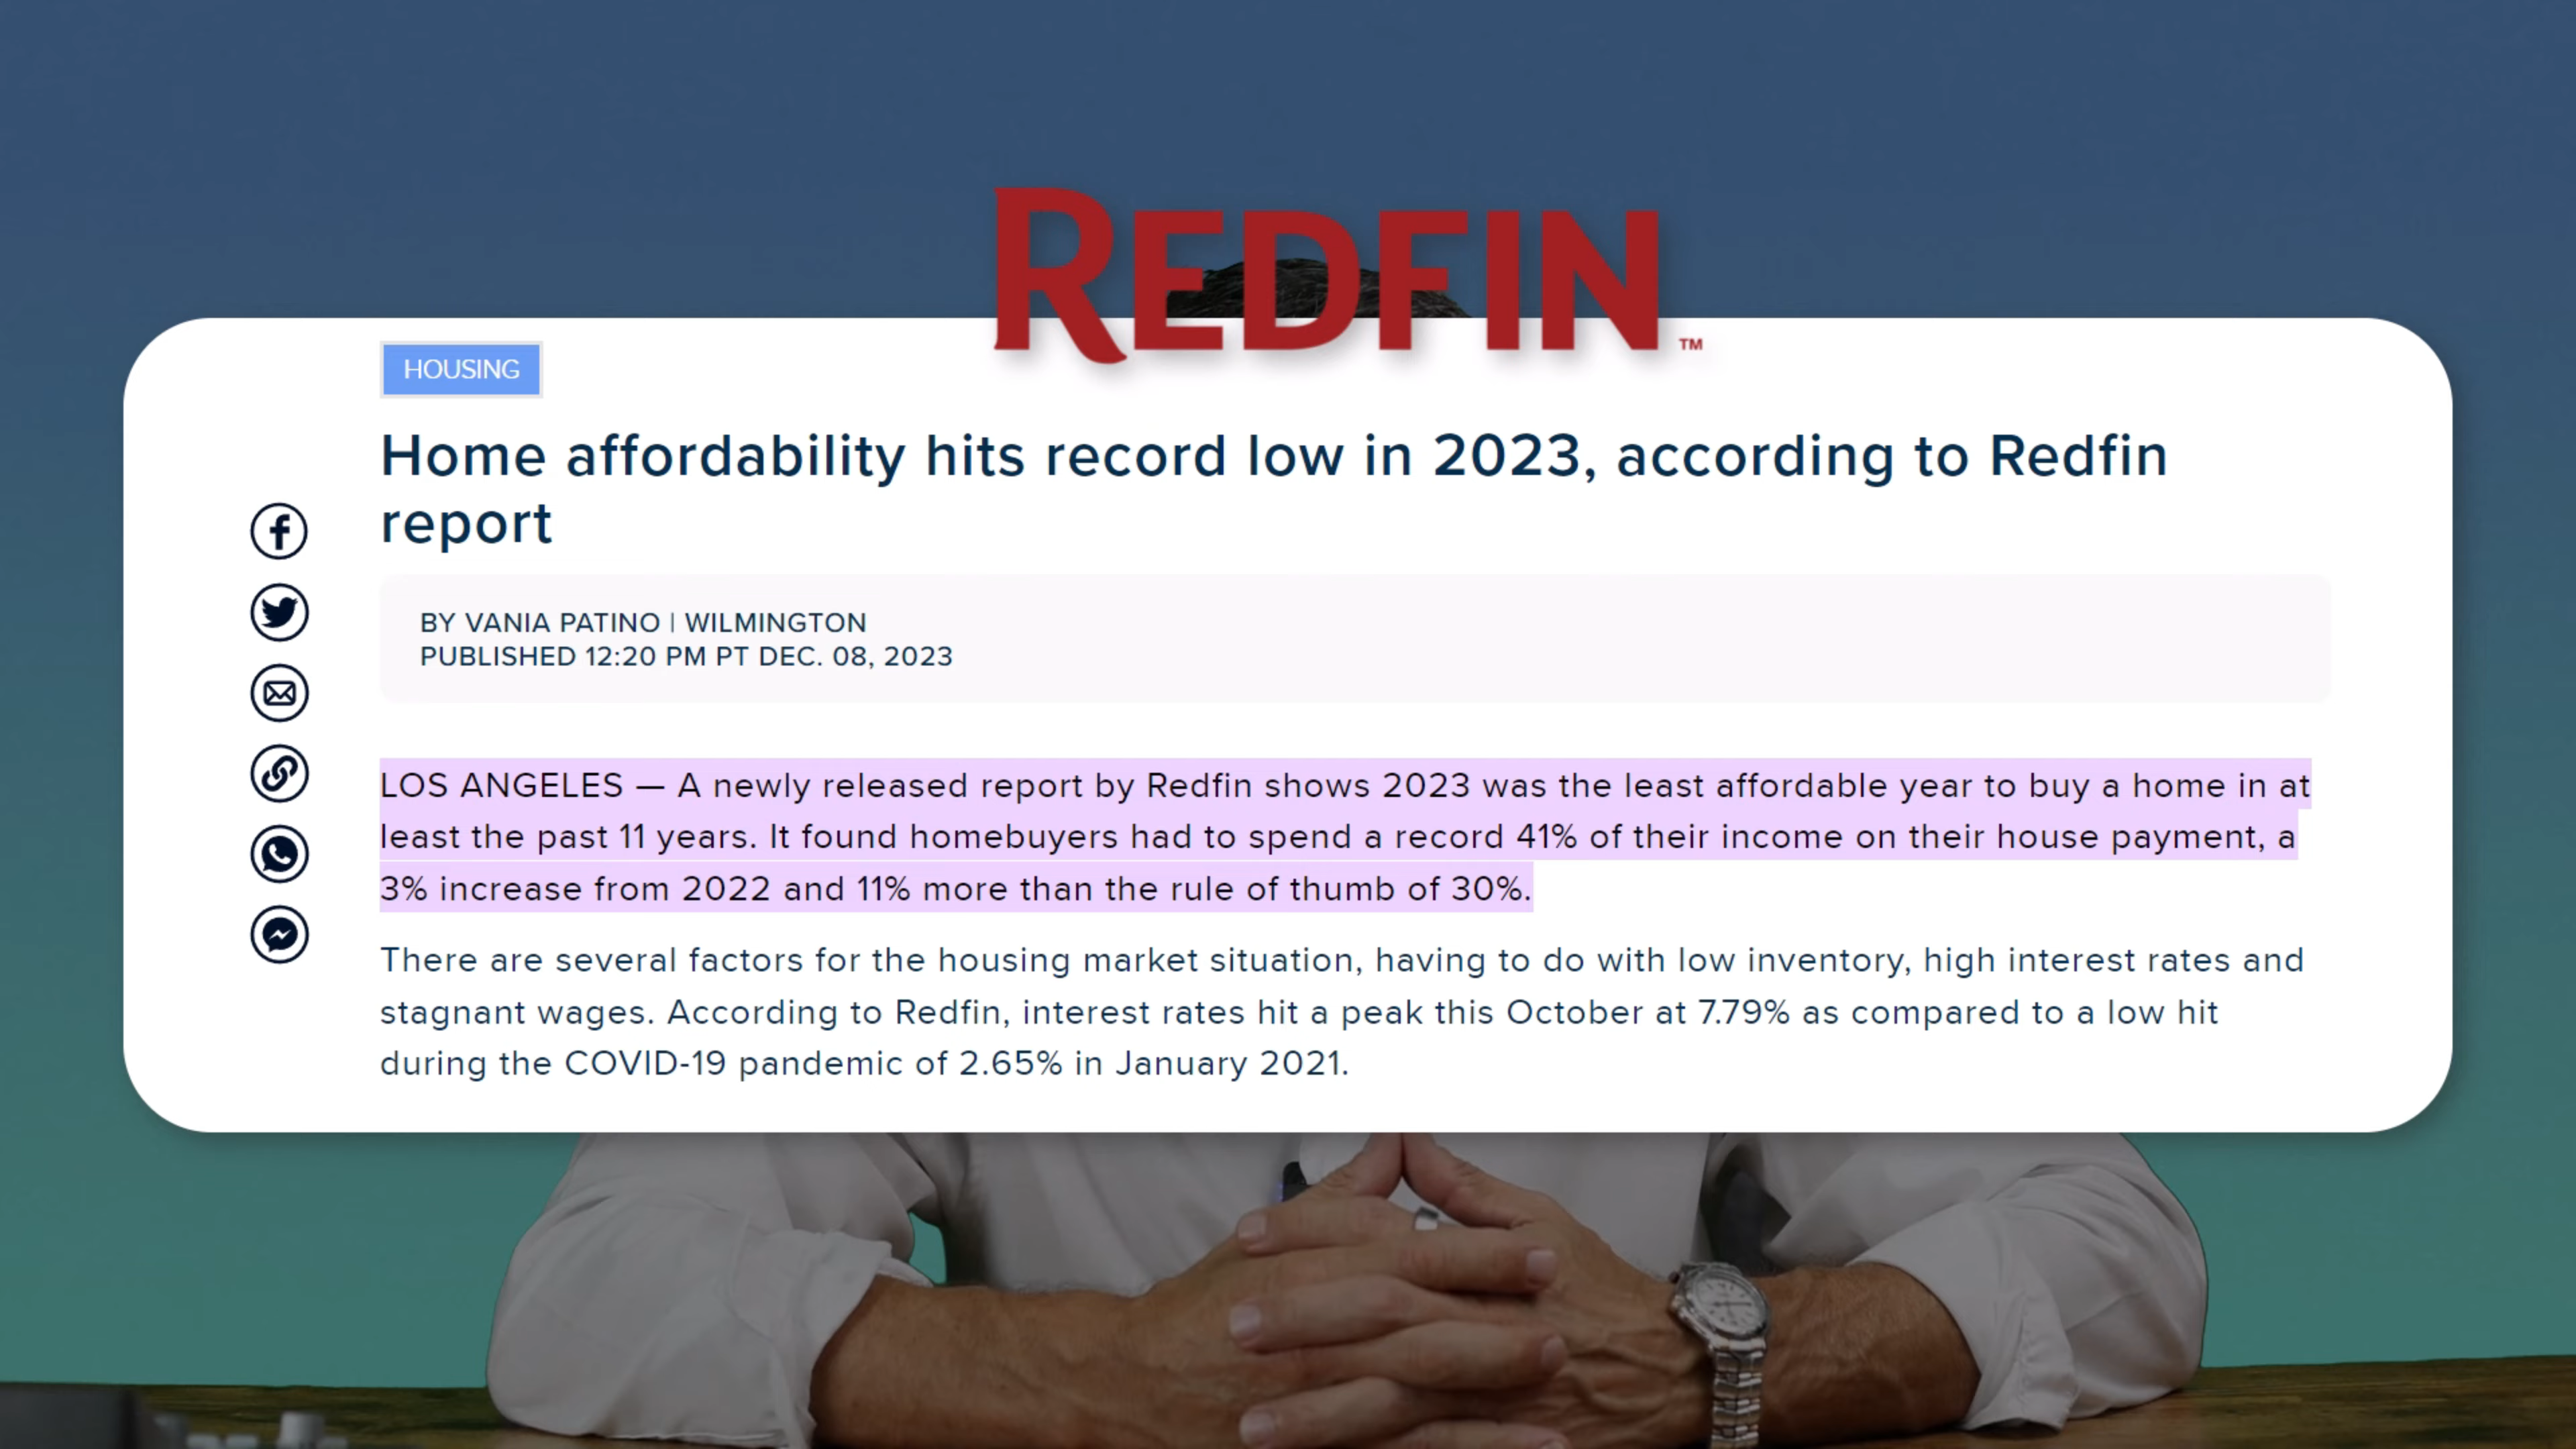 REDFIN™
HOUSING
Home affordability hits record low in 2023, according to Redfin
report
BY VANIA PATINO | WILMINGTON
PUBLISHED 12:20 PM PT DEC. 08, 2023
LOS ANGELES — A newly released report by Redfin shows 2023 was the least affordable year to buy a home in at
least the past 11 years. It found homebuyers had to spend a record 41% of their income on their house payment, a
3% increase from 2022 and 11% more than the rule of thumb of 30%.
There are several factors for the housing market situation, having to do with low inventory, high interest rates and
stagnant wages. According to Redfin, interest rates hit a peak this October at 7.79% as compared to a low hit
during the COVID-19 pandemic of 2.65% in January 2021.